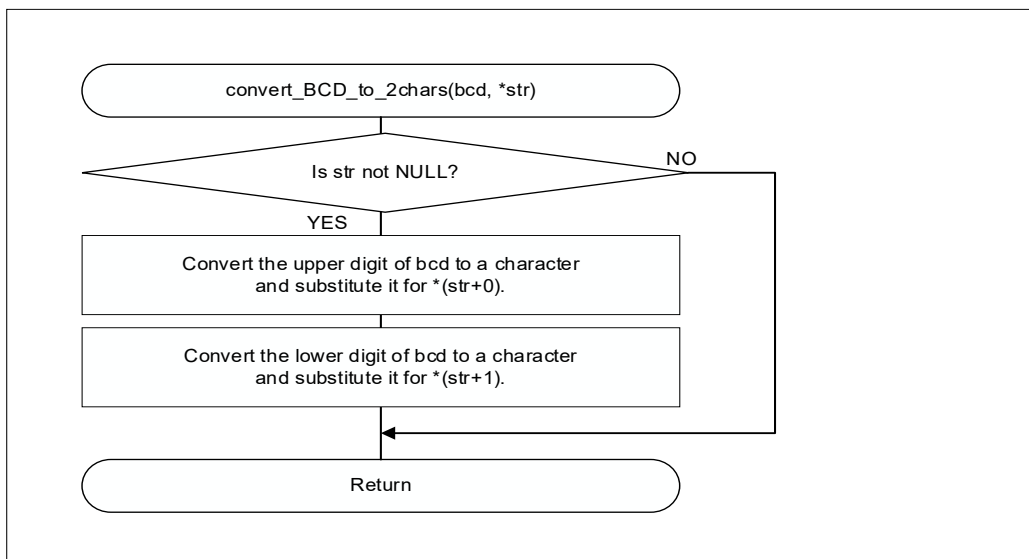 convert_BCD_to_2chars(bcd, *str)
Is str not NULL?
NO
YES
Convert the upper digit of bcd to a character
and substitute it for *(str+0).
Convert the lower digit of bcd to a character
and substitute it for *(str+1).
Return